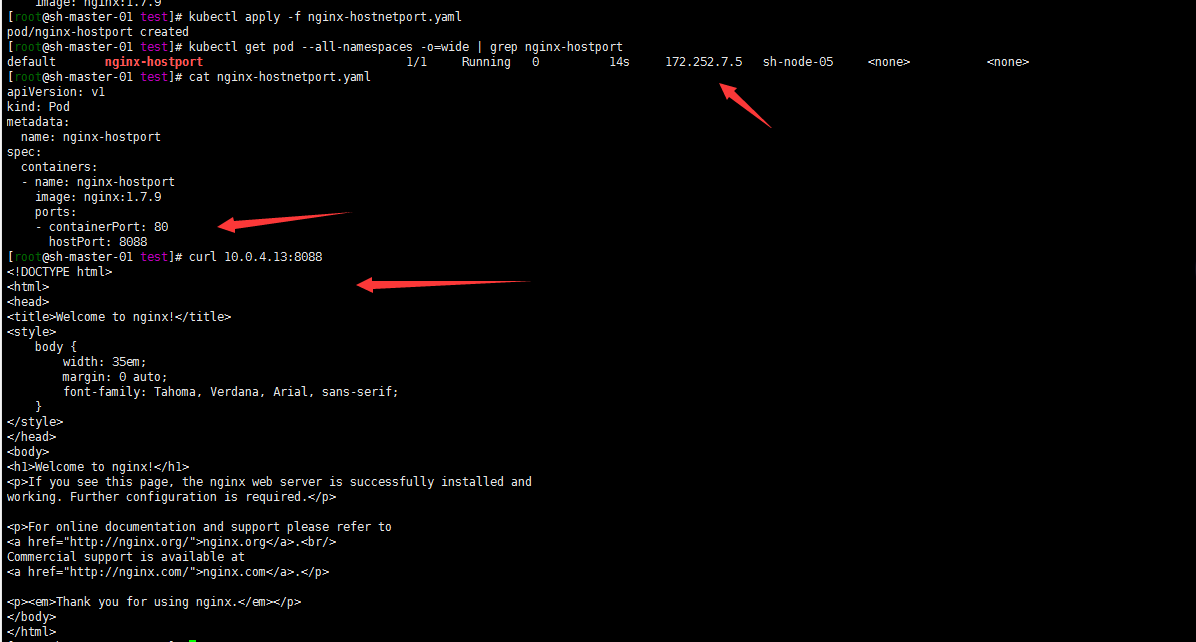 image: nginx:1.7.9
[root@sh-master-01 test]# kubectl apply -f nginx-hostnetport.yaml
pod/nginx-hostport created
[root@sh-master-01 test]# kubectl get pod --all-namespaces -o=wide | grep nginx-hostport
default       nginx-hostport                             1/1     Running   0          14s     172.252.7.5   sh-node-05     <none>           <none>
[root@sh-master-01 test]# cat nginx-hostnetport.yaml
apiVersion: v1
kind: Pod
metadata:
  name: nginx-hostport
spec:
  containers:
  - name: nginx-hostport
    image: nginx:1.7.9
    ports:
    - containerPort: 80
      hostPort: 8088
[root@sh-master-01 test]# curl 10.0.4.13:8088
<!DOCTYPE html>
<html>
<head>
<title>Welcome to nginx!</title>
<style>
    body {
        width: 35em;
        margin: 0 auto;
        font-family: Tahoma, Verdana, Arial, sans-serif;
    }
</style>
</head>
<body>
<h1>Welcome to nginx!</h1>
<p>If you see this page, the nginx web server is successfully installed and
working. Further configuration is required.</p>

<p>For online documentation and support please refer to
<a href="http://nginx.org/">nginx.org</a>.<br/>
Commercial support is available at
<a href="http://nginx.com/">nginx.com</a>.</p>

<p><em>Thank you for using nginx.</em></p>
</body>
</html>